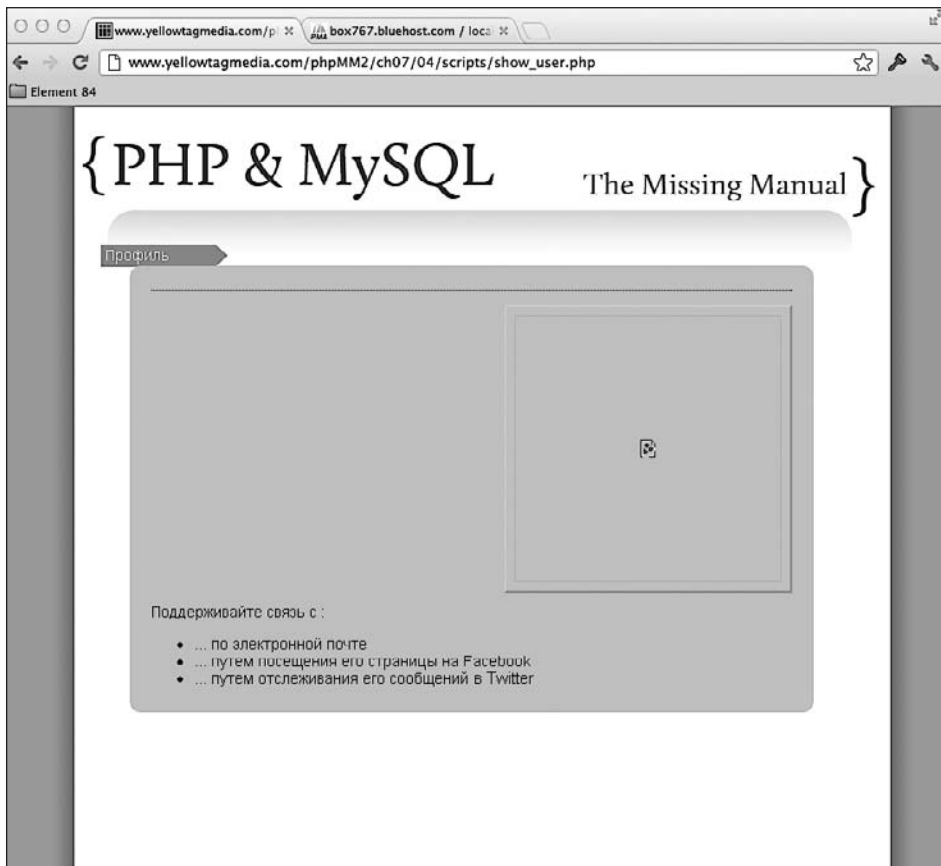 www.yellowtagmedia.com/pl
box767.bluehost.com / loca
www.yellowtagmedia.com/phpMM2/ch07/04/scripts/show_user.php
Element 84
{PHP & MySQL
The Missing Manual}
Профиль
Поддерживайте связь с :
• ... по электронной почте
• ... путем посещения его страницы на Facebook
• ... путем отслеживания его сообщений в Twitter